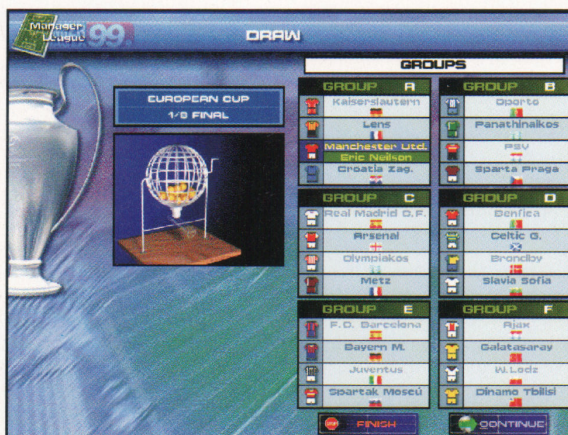 Manager
League 99
DRAW
GROUPS
EUROPEAN CUP
1/8 FINAL
GROUP A
Kaiserslautern
Lens
Manchester Utd.
Eric Neilson
Croatia Zag.
GROUP B
Oporto
Panathinaikos
PSV
Sparta Praga
GROUP C
Real Madrid C.F.
Arsenal
Olympiakos
Metz
GROUP D
Benfica
Celtic G.
Brondby
Slavia Sofia
GROUP E
F.C. Barcelona
Bayern M.
Juventus
Spartak Moscú
GROUP F
Ajax
Galatasaray
W.Lodz
Dinamo Tbilisi
FINISH
CONTINUE